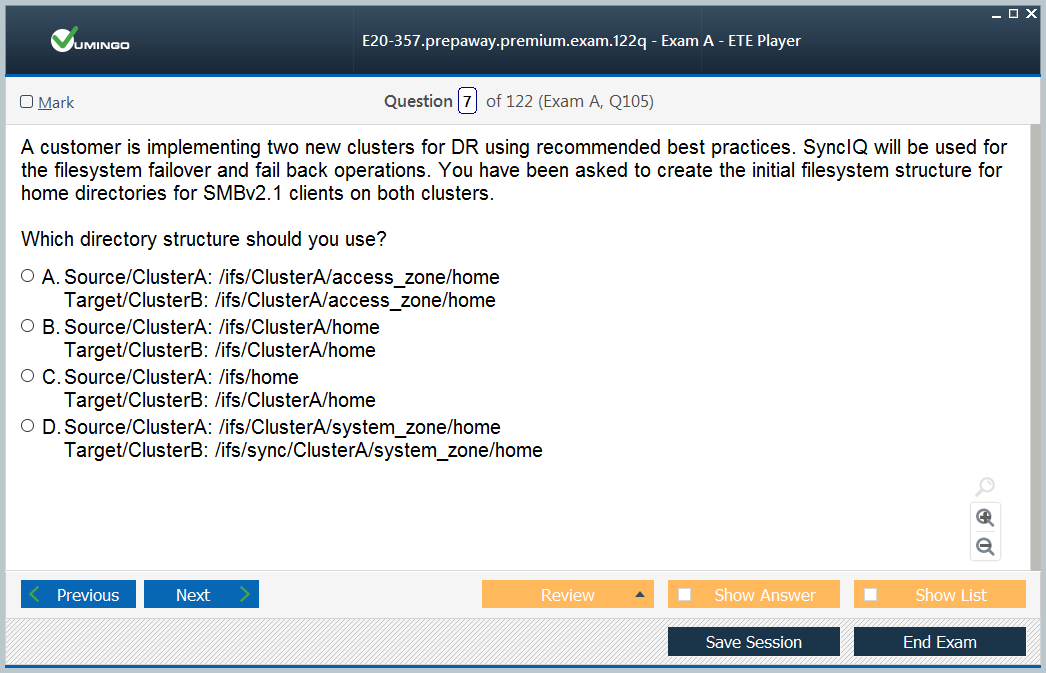 VUMINGO
E20-357.prepaway.premium.exam.122q - Exam A - ETE Player
Mark
Question 7 of 122 (Exam A, Q105)
A customer is implementing two new clusters for DR using recommended best practices. SyncIQ will be used for
the filesystem failover and fail back operations. You have been asked to create the initial filesystem structure for
home directories for SMBv2.1 clients on both clusters.
Which directory structure should you use?
A. Source/ClusterA: /ifs/ClusterA/access_zone/home
Target/ClusterB: /ifs/ClusterA/access_zone/home
B. Source/ClusterA: /ifs/ClusterA/home
Target/ClusterB: /ifs/ClusterA/home
C. Source/ClusterA: /ifs/home
Target/ClusterB: /ifs/ClusterA/home
D. Source/ClusterA: /ifs/ClusterA/system_zone/home
Target/ClusterB: /ifs/sync/ClusterA/system_zone/home
Previous Next Review Show Answer Show List
Save Session End Exam